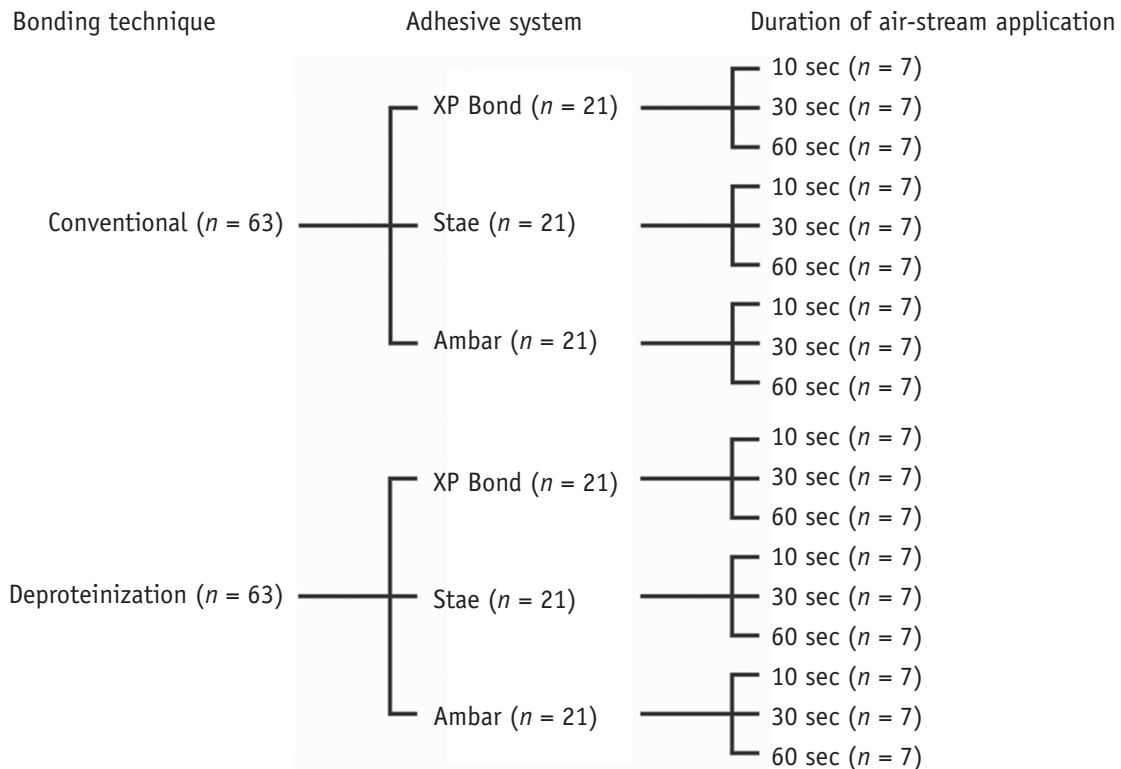 Bonding technique Adhesive system Duration of air-stream application
10 sec (n = 7)
XP Bond (n = 21) 30 sec (n = 7)
60 sec (n = 7)
10 sec (n = 7)
Conventional (n = 63) Stae (n = 21) 30 sec (n = 7)
60 sec (n = 7)
10 sec (n = 7)
Ambar (n = 21) 30 sec (n = 7)
60 sec (n = 7)
10 sec (n = 7)
XP Bond (n = 21) 30 sec (n = 7)
60 sec (n = 7)
10 sec (n = 7)
Deproteinization (n = 63) Stae (n = 21) 30 sec (n = 7)
60 sec (n = 7)
10 sec (n = 7)
Ambar (n = 21) 30 sec (n = 7)
60 sec (n = 7)